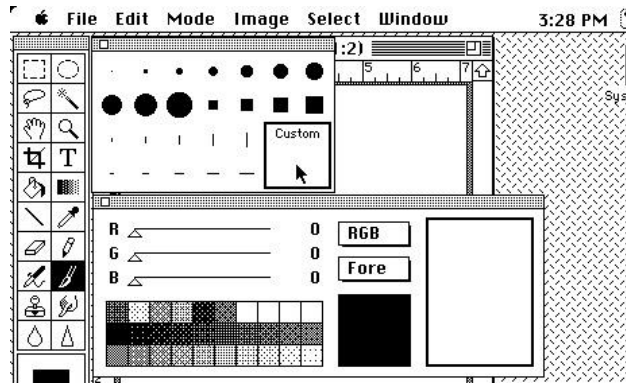 File Edit Mode Image Select Window 3:28 PM
:2)
5 6 7
Sys
Custom
T
R 0 RGB
G 0
B 0 Fore
2